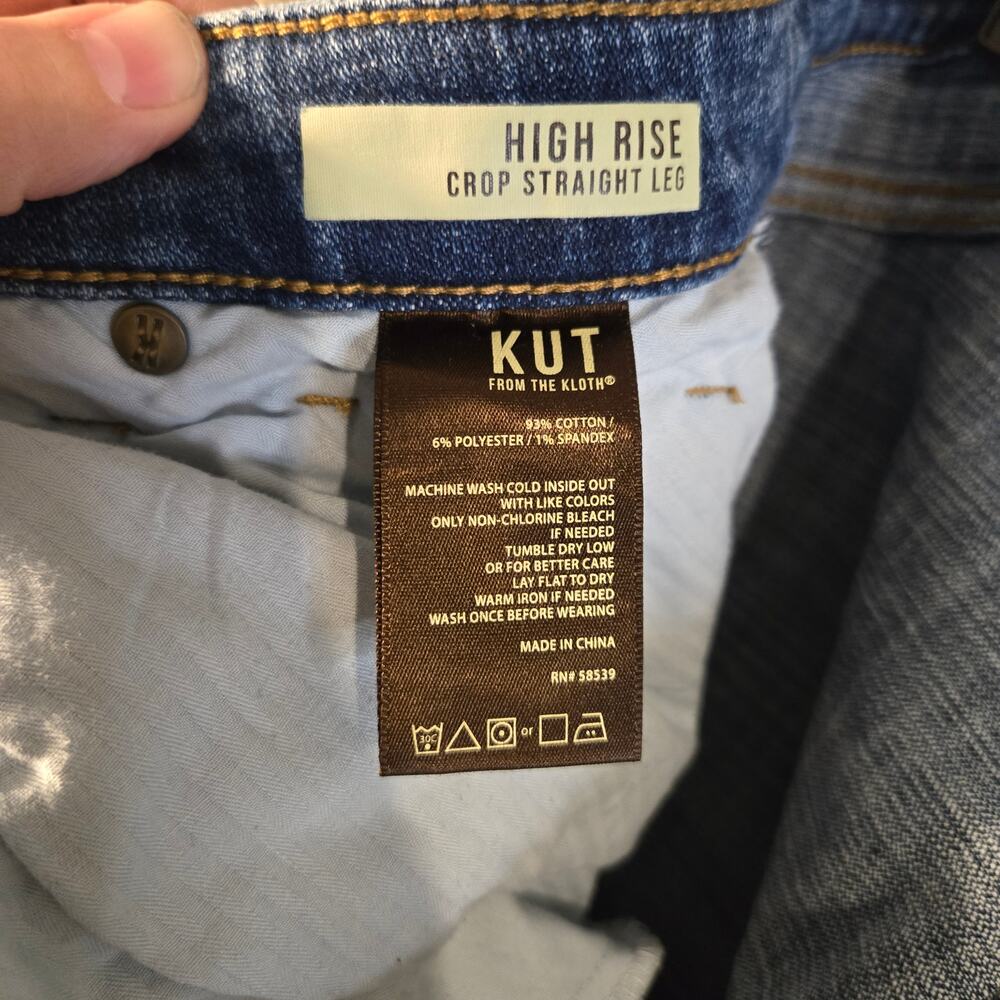 HIGH RISE
CROP STRAIGHT LEG
KUT
FROM THE KLOTH®
93% COTTON /
6% POLYESTER / 1% SPANDEX
MACHINE WASH COLD INSIDE OUT
WITH LIKE COLORS
ONLY NON-CHLORINE BLEACH
IF NEEDED
TUMBLE DRY LOW
OR FOR BETTER CARE
LAY FLAT TO DRY
WARM IRON IF NEEDED
WASH ONCE BEFORE WEARING
MADE IN CHINA
RN# 58539
30C or